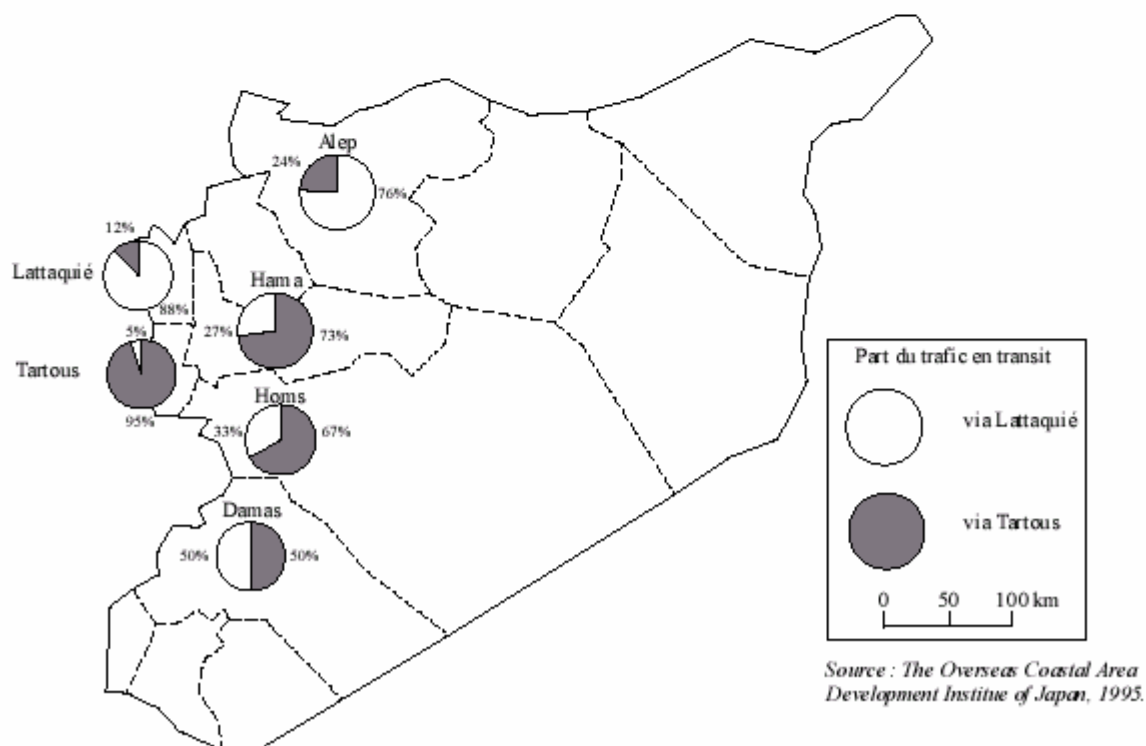 Alep
24%
76%
12%
Lattaquié
88%
Hama
27%
73%
5%
Tartous
95%
Homs
33%
67%
Damas
50%
50%
Part du trafic en transit
via Lattaquié
via Tartous
0 50 100 km
Source : The Overseas Coastal Area
Development Institue of Japan, 1995.